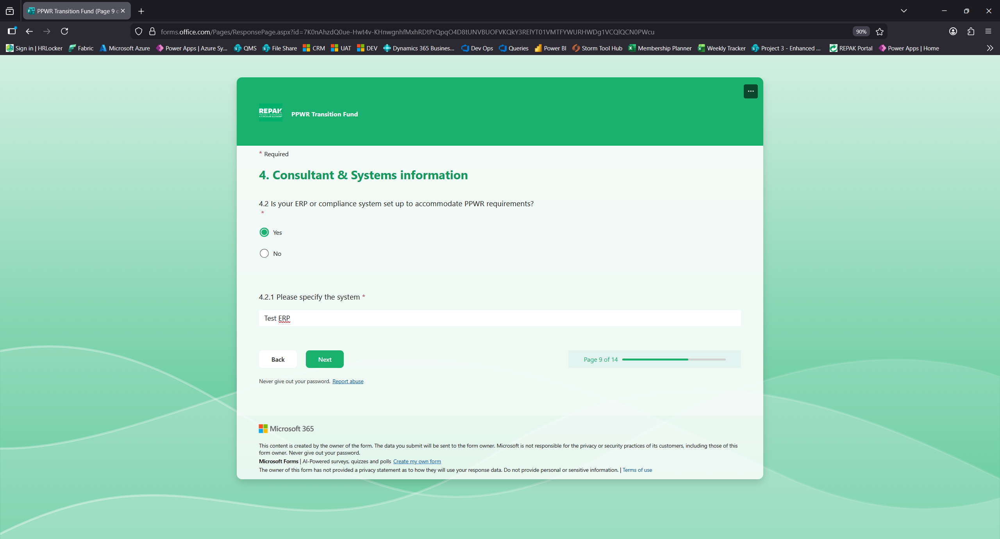 PPWR Transition Fund (Page 9 o
forms.office.com/Pages/ResponsePage.aspx?id=7K0nAhzdQ0ue-Hwt4v-KHnwgnhfMxhRDtPrQpqO4D8tUNVBUOFVKQkY3RElYT01VMTFYWURHWDg1VCQlQCN0PWcu
90%
Sign in | HRLocker
Fabric
Microsoft Azure
Power Apps | Azure Sy...
QMS
File Share
CRM
UAT
DEV
Dynamics 365 Busines...
Dev Ops
Queries
Power BI
Storm Tool Hub
Membership Planner
Weekly Tracker
Project 3 - Enhanced ...
REPAK Portal
Power Apps | Home
REPAK
PROUDLY SUPPORTING
A CIRCULAR ECONOMY
PPWR Transition Fund
* Required
4. Consultant & Systems information
4.2 Is your ERP or compliance system set up to accommodate PPWR requirements?
*
Yes
No
4.2.1 Please specify the system *
Test ERP
Back
Next
Page 9 of 14
Never give out your password. Report abuse
Microsoft 365
This content is created by the owner of the form. The data you submit will be sent to the form owner. Microsoft is not responsible for the privacy or security practices of its customers, including those of this
form owner. Never give out your password.
Microsoft Forms | AI-Powered surveys, quizzes and polls Create my own form
The owner of this form has not provided a privacy statement as to how they will use your response data. Do not provide personal or sensitive information. | Terms of use